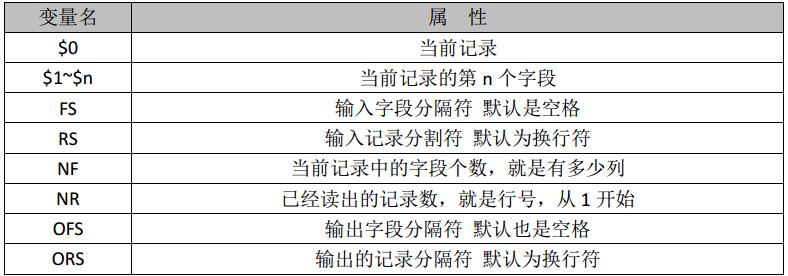 变量名 属 性
$0 当前记录
$1~$n 当前记录的第 n 个字段
FS 输入字段分隔符 默认是空格
RS 输入记录分割符 默认为换行符
NF 当前记录中的字段个数，就是有多少列
NR 已经读出的记录数，就是行号，从 1 开始
OFS 输出字段分隔符 默认也是空格
ORS 输出的记录分隔符 默认为换行符